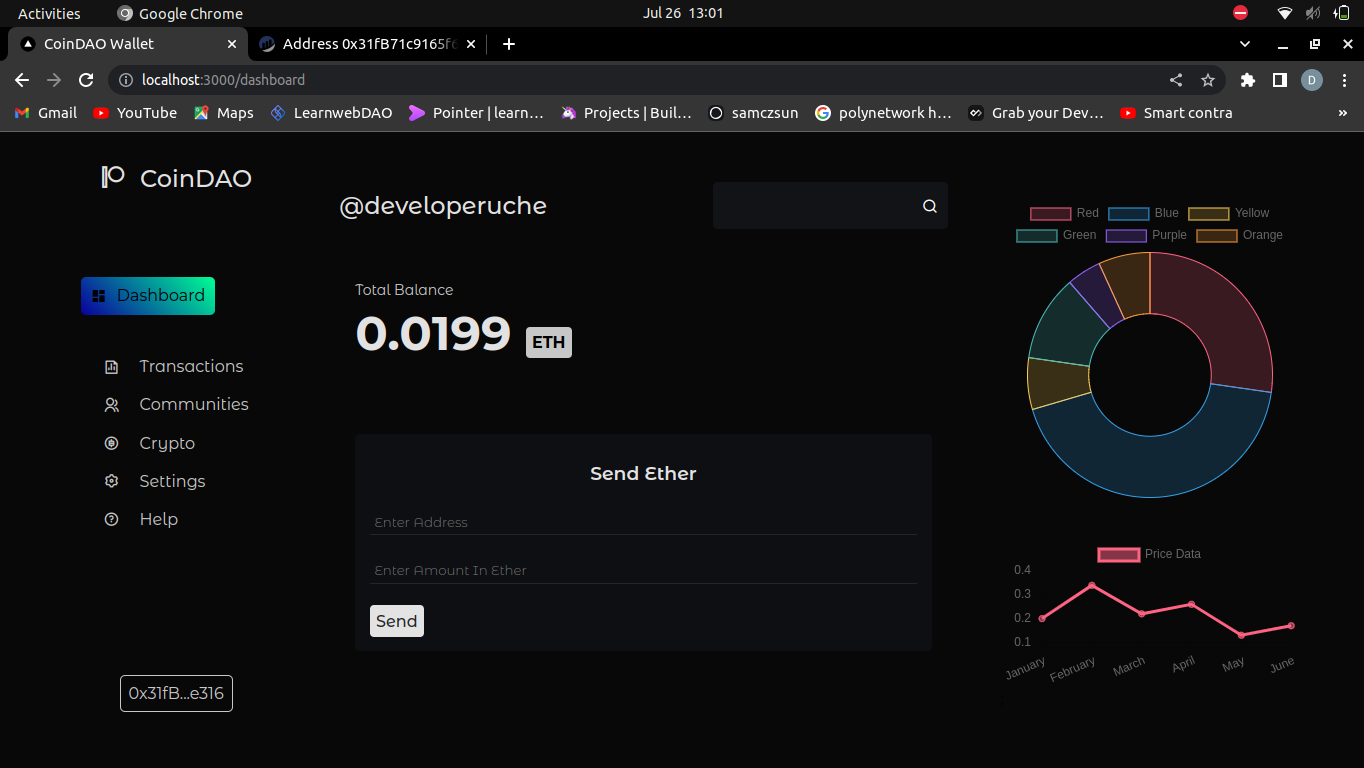 Activities
Google Chrome
Jul 26 13:01
CoinDAO Wallet
Address 0x31fB71c9165f
localhost:3000/dashboard
D
Gmail
YouTube
Maps
LearnwebDAO
Pointer | learn…
Projects | Buil…
samczsun
polynetwork h…
Grab your Dev…
Smart contra
»
CoinDAO
@developeruche
Dashboard
Transactions
Communities
Crypto
Settings
Help
0x31fB...e316
Total Balance
0.0199 ETH
Send Ether
Enter Address
Enter Amount In Ether
Send
Red Blue Yellow
Green Purple Orange
Price Data
0.4
0.3
0.2
0.1
January February March April May June